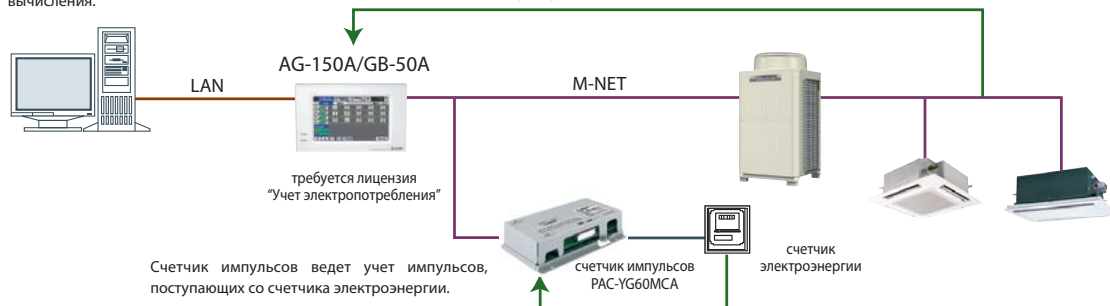 вычисления.
AG-150A/GB-50A
LAN
M-NET
требуется лицензия
“Учет электропотребления”
счетчик
электроэнергии
счетчик импульсов
PAC-YG60MCA
Счетчик импульсов ведет учет импульсов,
поступающих со счетчика электроэнергии.